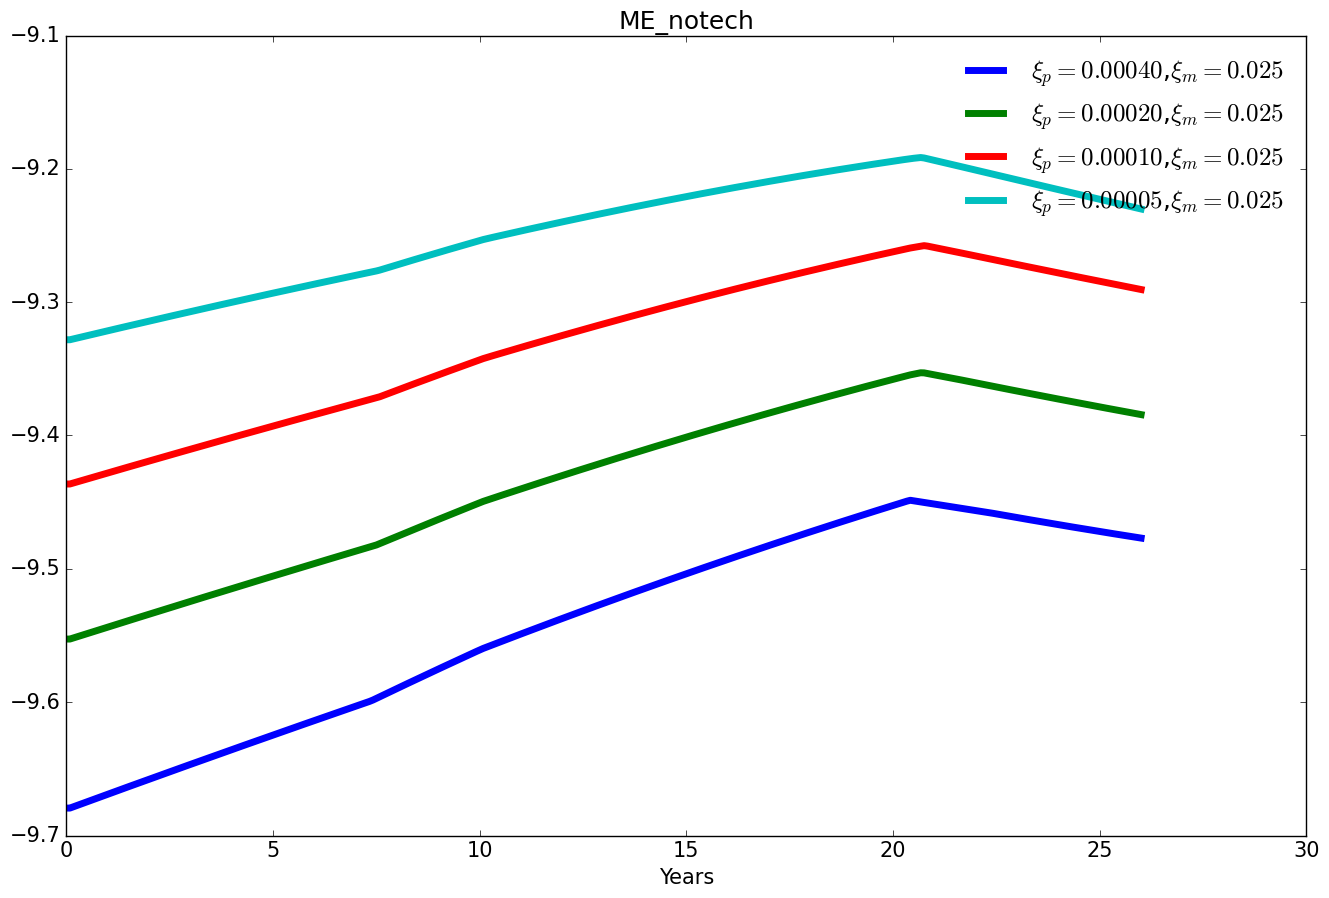 ME_notech
−9.1
−9.2
−9.3
−9.4
−9.5
−9.6
−9.7
ξp = 0.00040,ξm = 0.025
ξp = 0.00020,ξm = 0.025
ξp = 0.00010,ξm = 0.025
ξp = 0.00005,ξm = 0.025
0 5 10 15 20 25 30
Years